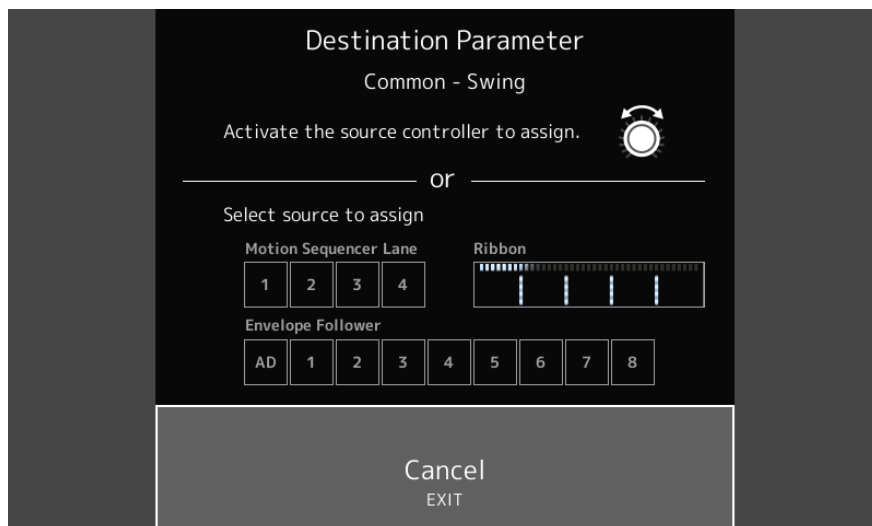 Destination Parameter
Common - Swing
Activate the source controller to assign.
or
Select source to assign
Motion Sequencer Lane
Ribbon
1 2 3 4
Envelope Follower
AD 1 2 3 4 5 6 7 8
Cancel
EXIT